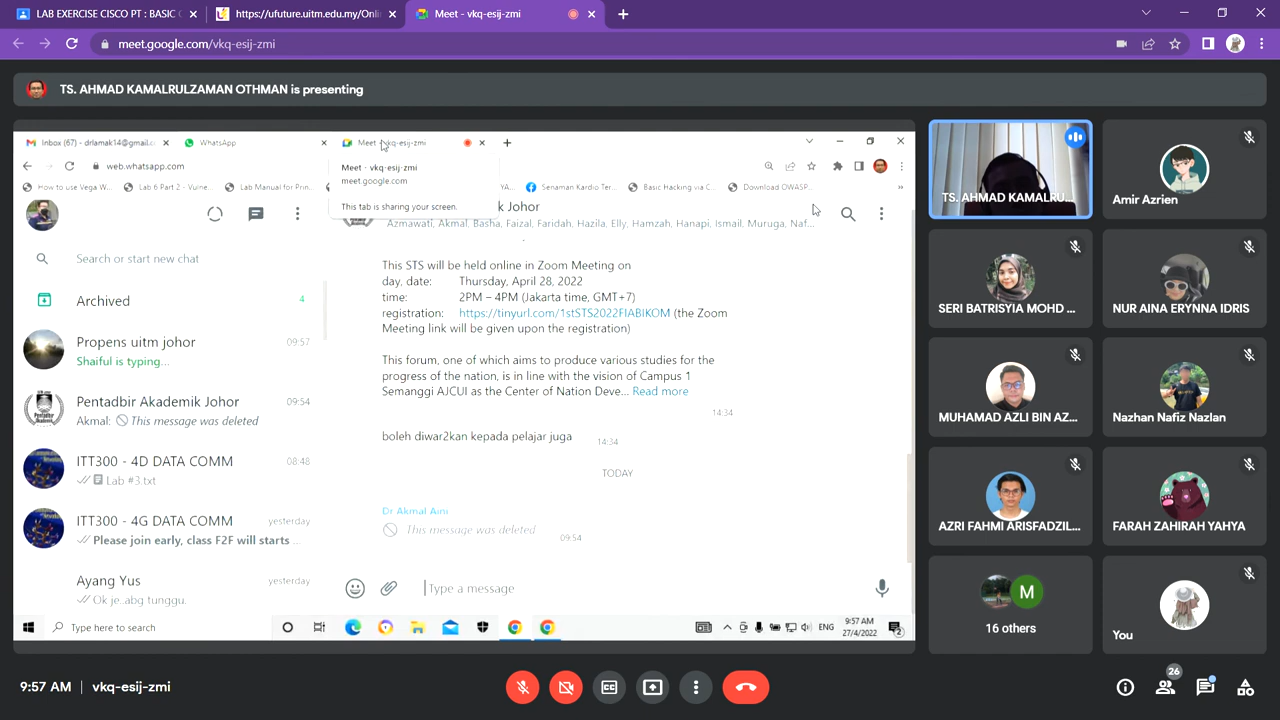 LAB EXERCISE CISCO PT : BASIC C
https://ufuture.uitm.edu.my/Onli
Meet - vkq-esij-zmi
meet.google.com/vkq-esij-zmi
TS. AHMAD KAMALRULZAMAN OTHMAN is presenting
Inbox (67) - drlamak14@gmail.c
WhatsApp
Meet - vkq-esij-zmi
web.whatsapp.com
Meet - vkq-esij-zmi
meet.google.com
This tab is sharing your screen.
How to use Vega W...
Lab 6 Part 2 - Vulne...
Lab Manual for Prin...
YA...
Senaman Kardio Ter...
Basic Hacking via C...
Download OWASP...
»
k Johor
Azmawati, Akmal, Basha, Faizal, Faridah, Hazila, Elly, Hamzah, Hanapi, Ismail, Muruga, Naf...
Search or start new chat
Archived 4
Propens uitm johor 09:57
Shaiful is typing...
Pentadbir Akademik Johor 09:54
Akmal: This message was deleted
ITT300 - 4D DATA COMM 08:48
Lab #3.txt
ITT300 - 4G DATA COMM yesterday
Please join early, class F2F will starts ...
Ayang Yus yesterday
Ok je..abg tunggu.
This STS will be held online in Zoom Meeting on
day, date: Thursday, April 28, 2022
time: 2PM – 4PM (Jakarta time, GMT+7)
registration: https://tinyurl.com/1stSTS2022FIABIKOM (the Zoom
Meeting link will be given upon the registration)
This forum, one of which aims to produce various studies for the
progress of the nation, is in line with the vision of Campus 1
Semanggi AJCUI as the Center of Nation Deve... Read more
14:34
boleh diwar2kan kepada pelajar juga 14:34
TODAY
Dr Akmal Aini
This message was deleted
09:54
Type a message
Type here to search
ENG
9:57 AM
27/4/2022
2
TS. AHMAD KAMALRU...
Amir Azrien
SERI BATRISYIA MOHD ...
NUR AINA ERYNNA IDRIS
MUHAMAD AZLI BIN AZ...
Nazhan Nafiz Nazlan
AZRI FAHMI ARISFADZIL...
FARAH ZAHIRAH YAHYA
M
16 others
You
9:57 AM | vkq-esij-zmi
CC
26